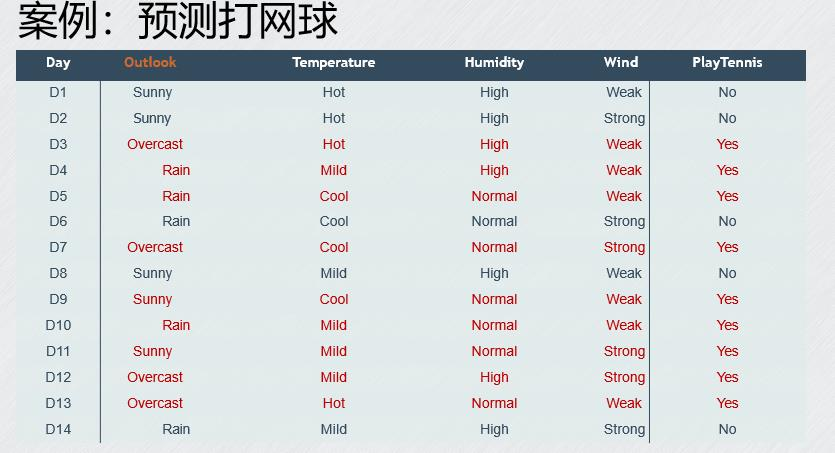 案例：预测打网球
Day Outlook Temperature Humidity Wind PlayTennis
D1 Sunny Hot High Weak No
D2 Sunny Hot High Strong No
D3 Overcast Hot High Weak Yes
D4 Rain Mild High Weak Yes
D5 Rain Cool Normal Weak Yes
D6 Rain Cool Normal Strong No
D7 Overcast Cool Normal Strong Yes
D8 Sunny Mild High Weak No
D9 Sunny Cool Normal Weak Yes
D10 Rain Mild Normal Weak Yes
D11 Sunny Mild Normal Strong Yes
D12 Overcast Mild High Strong Yes
D13 Overcast Hot Normal Weak Yes
D14 Rain Mild High Strong No